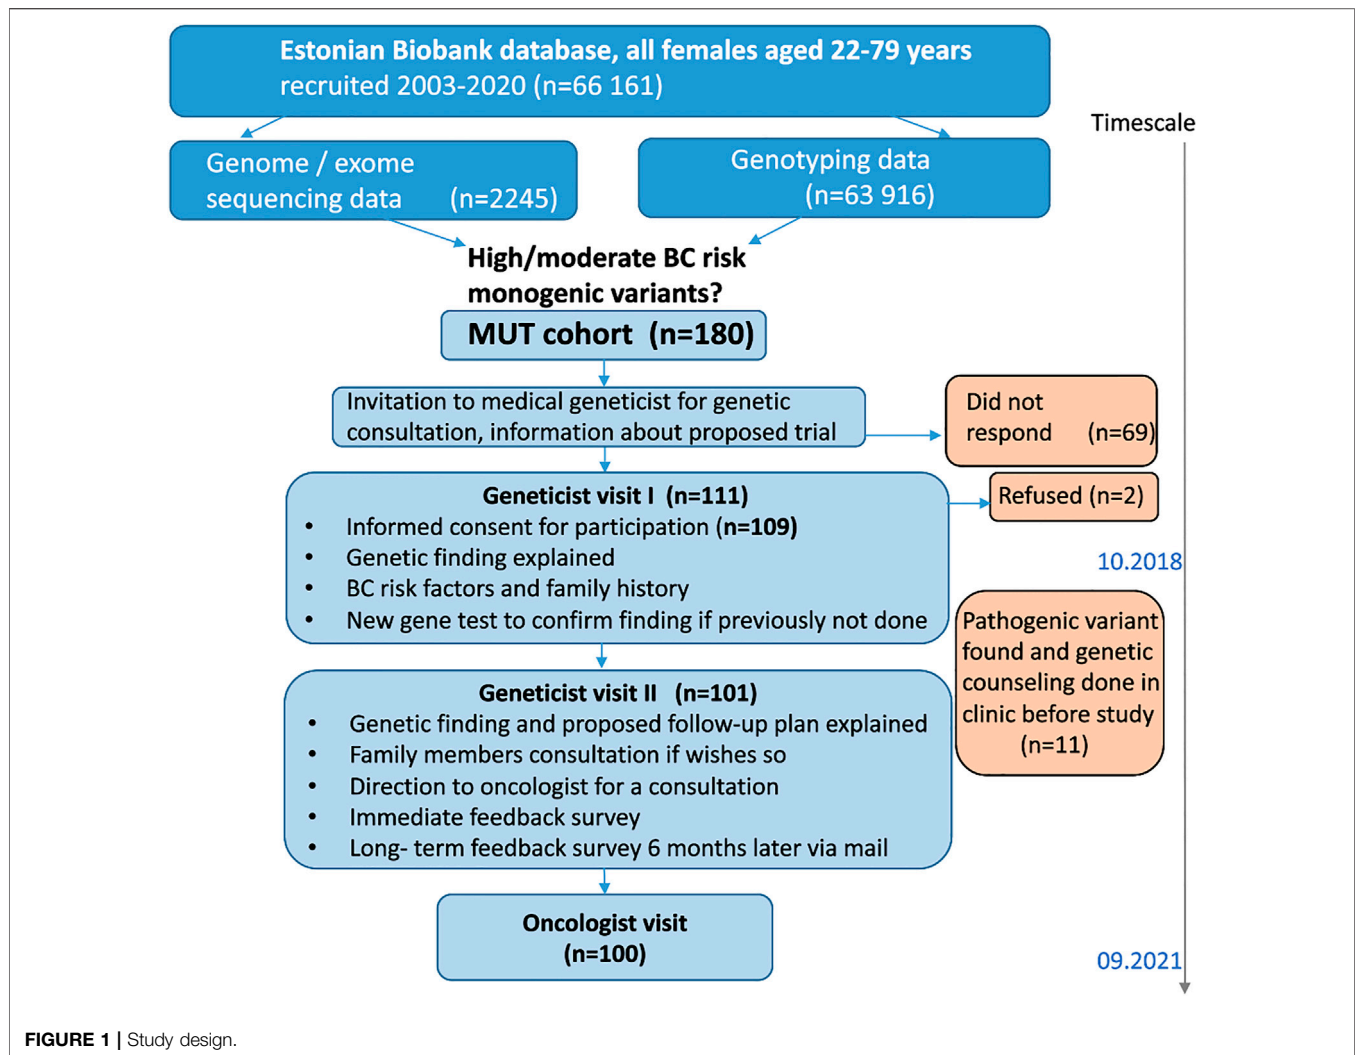 Estonian Biobank database, all females aged 22-79 years
recruited 2003-2020 (n=66 161)
Timescale
Genome / exome
sequencing data (n=2245)
Genotyping data
(n=63 916)
High/moderate BC risk
monogenic variants?
MUT cohort (n=180)
Invitation to medical geneticist for genetic
consultation, information about proposed trial
Did not
respond (n=69)
Geneticist visit I (n=111)
• Informed consent for participation (n=109)
• Genetic finding explained
• BC risk factors and family history
• New gene test to confirm finding if previously not done
Refused (n=2)
10.2018
Pathogenic variant
found and genetic
counseling done in
clinic before study
(n=11)
Geneticist visit II (n=101)
• Genetic finding and proposed follow-up plan explained
• Family members consultation if wishes so
• Direction to oncologist for a consultation
• Immediate feedback survey
• Long- term feedback survey 6 months later via mail
Oncologist visit
(n=100)
09.2021
FIGURE 1 | Study design.